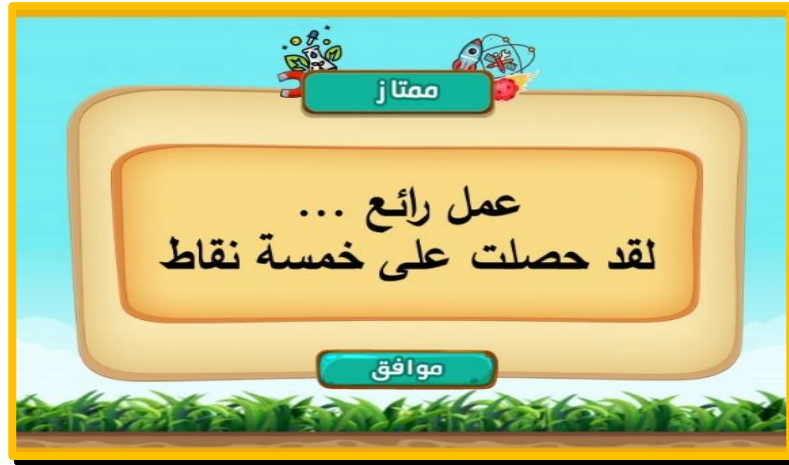 ممتاز
عمل رائع ...
لقد حصلت على خمسة نقاط
موافق